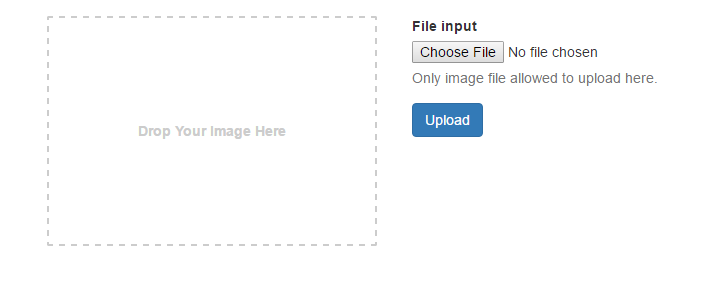 Drop Your Image Here
File input
Choose File No file chosen
Only image file allowed to upload here.
Upload